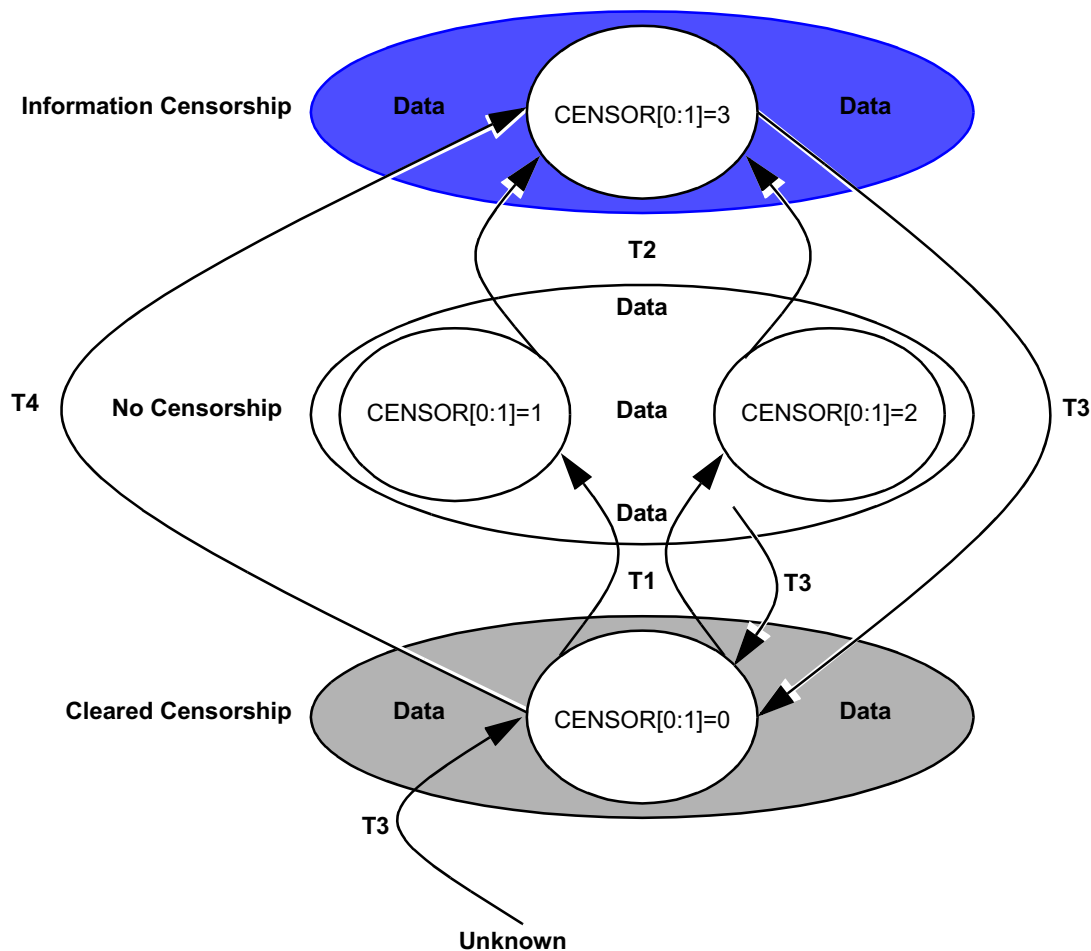 Information Censorship
Data
CENSOR[0:1]=3
Data
T2
Data
T4
No Censorship
CENSOR[0:1]=1
Data
CENSOR[0:1]=2
T3
Data
T1
T3
Cleared Censorship
Data
CENSOR[0:1]=0
Data
T3
Unknown